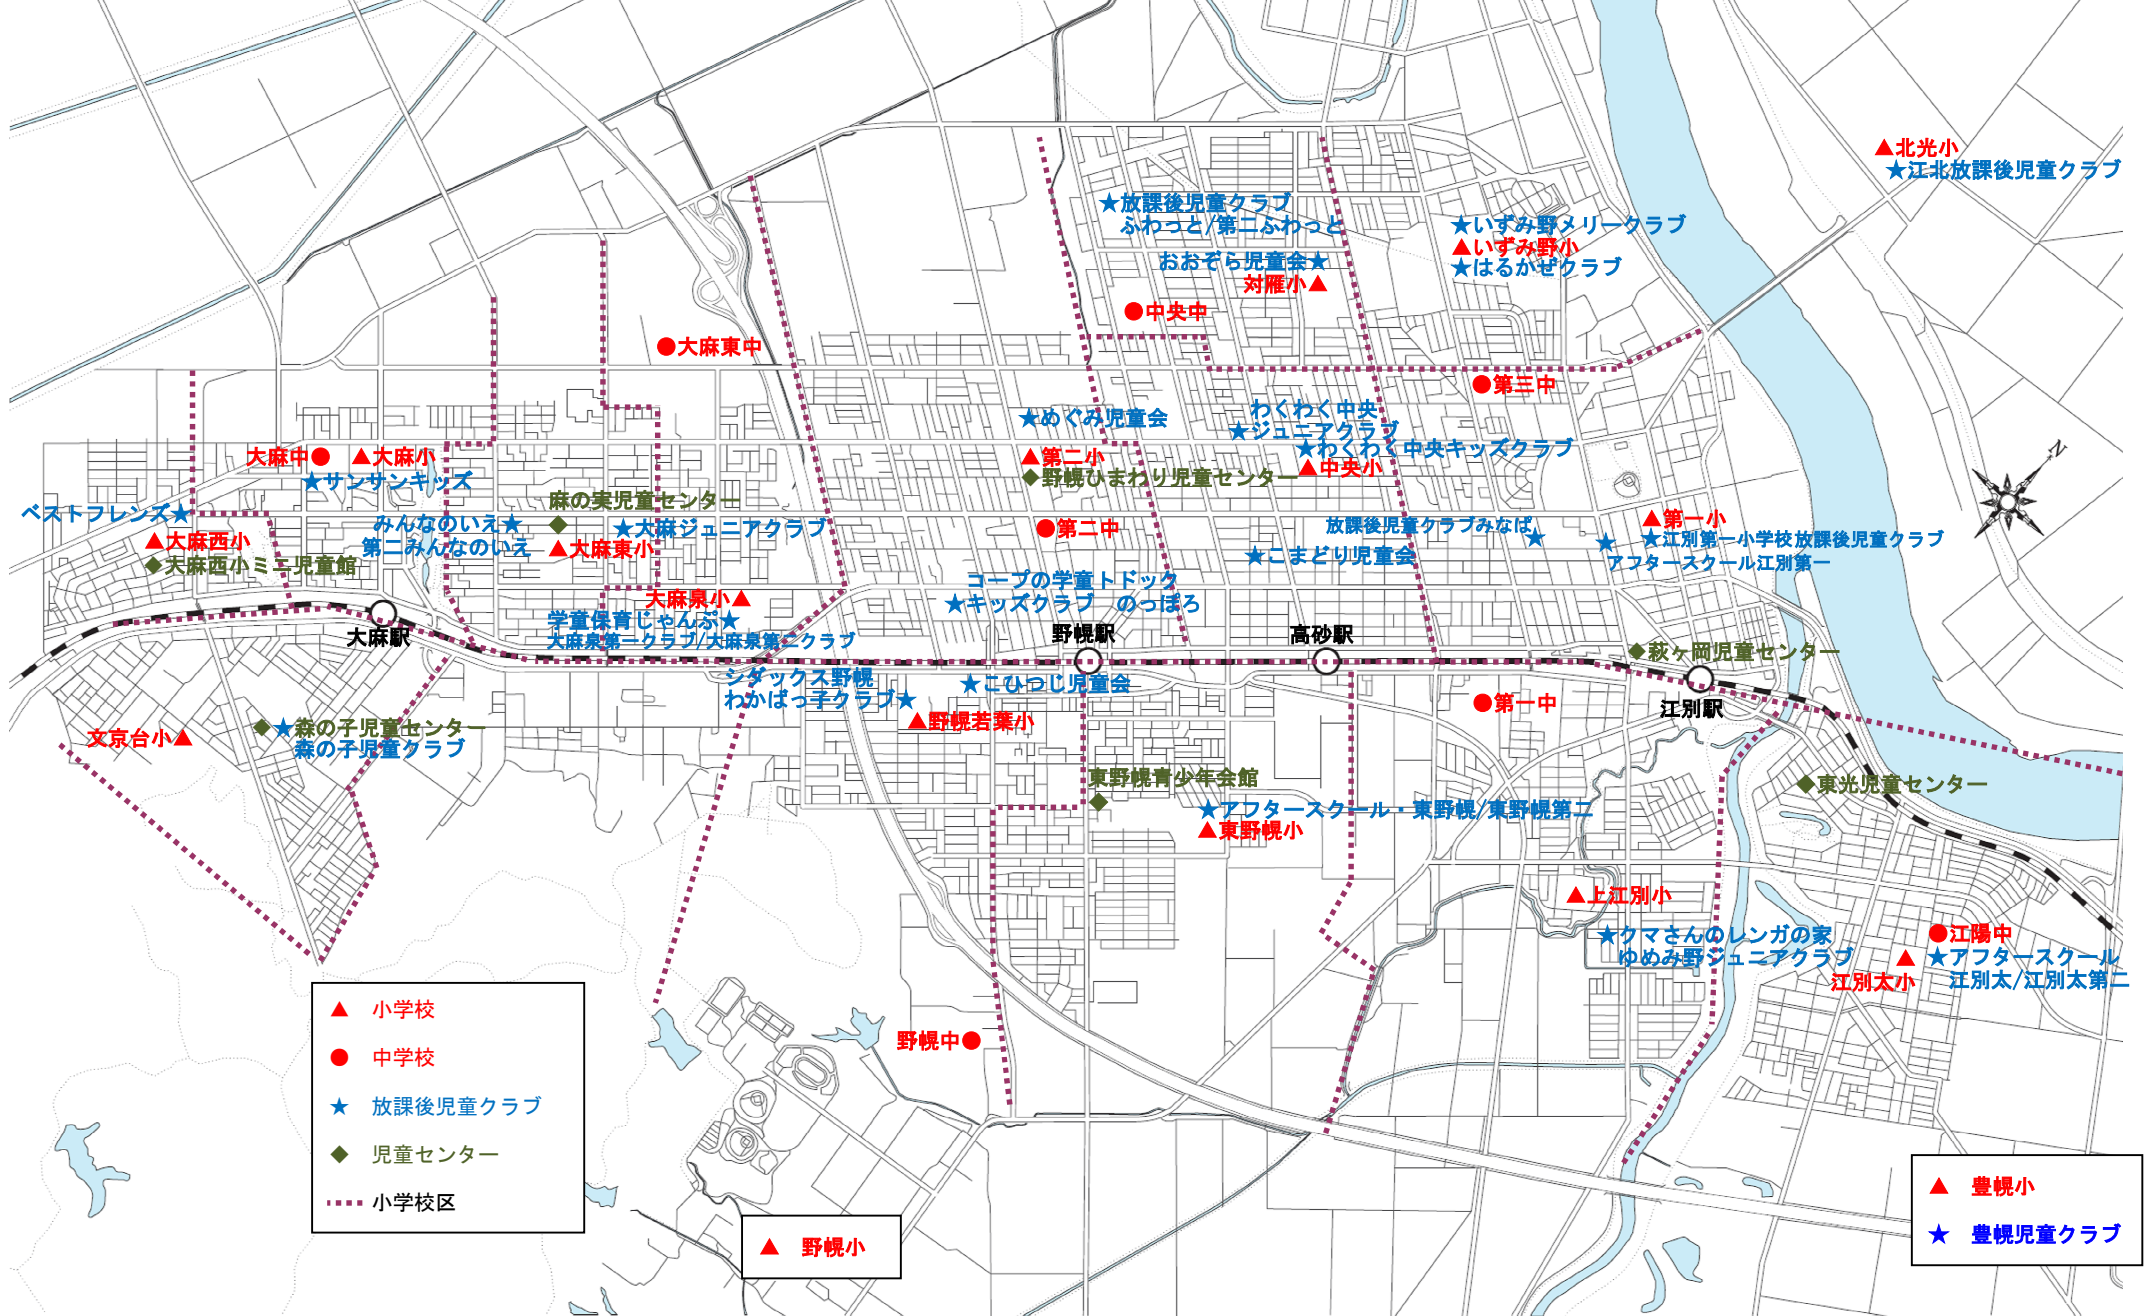 ▲北光小
★江北放課後児童クラブ
★放課後児童クラブ
ふわっと/第二ふわっと
★いずみ野メリークラブ
▲いずみ野小
★はるかぜクラブ
おおぞら児童会★
対雁小▲
●中央中
●大麻東中
●第三中
★めぐみ児童会
わくわく中央
★ジュニアクラブ
★わくわく中央キッズクラブ
▲中央小
▲第二小
◆野幌ひまわり児童センター
大麻中●
▲大麻小
★サンサンキッズ
ベストフレンズ★
▲大麻西小
◆大麻西小ミニ児童館
みんなのいえ★
第二みんなのいえ
麻の実児童センター
◆
★大麻ジュニアクラブ
▲大麻東小
●第二中
放課後児童クラブみなぱ★
▲第一小
★江別第一小学校放課後児童クラブ
★
アフタースクール江別第一
★こまどり児童会
コープの学童トドック
★キッズクラブ のっぽろ
大麻泉小▲
学童保育じゃんぷ★
大麻泉第一クラブ/大麻泉第二クラブ
大麻駅
野幌駅
高砂駅
◆萩ヶ岡児童センター
江別駅
シダックス野幌
わかばっ子クラブ★
★こひつじ児童会
▲野幌若葉小
●第一中
文京台小▲
◆★森の子児童センター
森の子児童クラブ
東野幌青少年会館
◆
★アフタースクール・東野幌/東野幌第二
▲東野幌小
◆東光児童センター
▲上江別小
★クマさんのレンガの家
ゆめみ野ジュニアクラブ
●江陽中
▲
江別太小
★アフタースクール
江別太/江別太第二
野幌中●
N
▲ 小学校
● 中学校
★ 放課後児童クラブ
◆ 児童センター
小学校区
▲ 野幌小
▲ 豊幌小
★ 豊幌児童クラブ